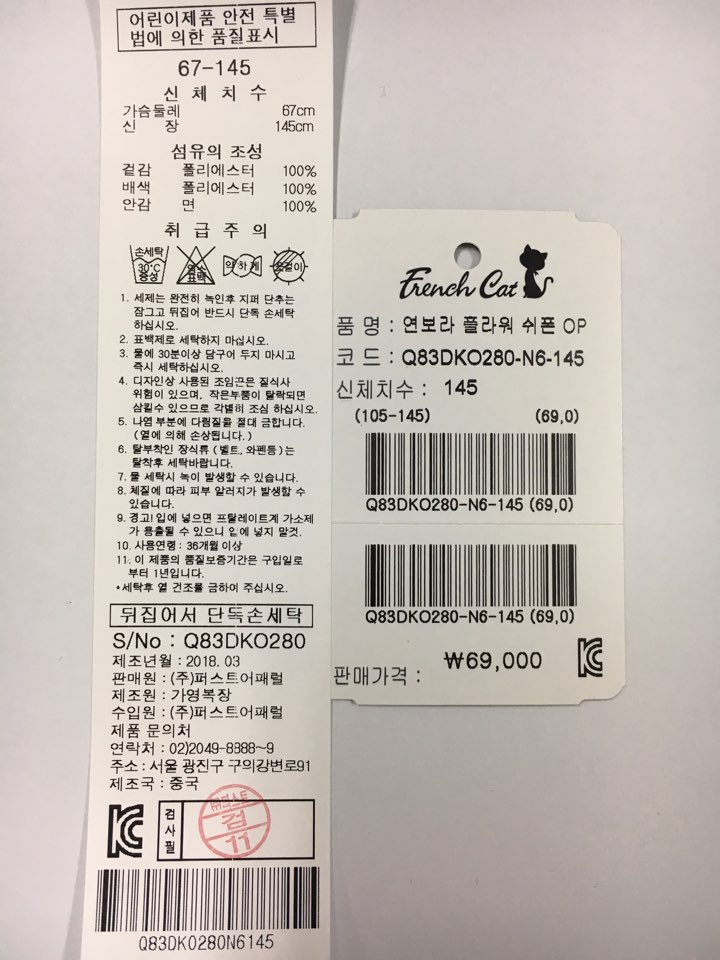 어린이제품 안전 특별
법에 의한 품질표시
67-145
신 체 치 수
가슴둘레 67cm
신 장 145cm
섬유의 조성
겉감 폴리에스터 100%
배색 폴리에스터 100%
안감 면 100%
취 급 주 의
손세탁 30℃ 중성 염소 표백 약하게 옷걸이
1. 세제는 완전히 녹인후 지퍼 단추는
잠그고 뒤집어 반드시 단독 손세탁
하십시오.
2. 표백제로 세탁하지 마십시오.
3. 물에 30분이상 담구어 두지 마시고
즉시 세탁하십시오.
4. 디자인상 사용된 조임끈은 질식사
위험이 있으며, 작은부품이 탈락되면
삼킬수 있으므로 각별히 조심 하십시오.
5. 나염 부분에 다림질을 절대 금합니다.
(열에 의해 손상됩니다.)
6. 탈부착인 장식류 (벨트, 와펜등)는
탈착후 세탁바랍니다.
7. 물 세탁시 녹이 발생할 수 있습니다.
8. 체질에 따라 피부 알러지가 발생할 수
있습니다.
9. 경고! 입에 넣으면 프탈레이트계 가소제
가 용출될 수 있으니 입에 넣지 말것.
10. 사용연령 : 36개월 이상
11. 이 제품의 품질보증기간은 구입일로
부터 1년입니다.
*세탁후 열 건조를 금하여 주십시오.
뒤집어서 단독손세탁
S/No : Q83DKO280
제조년월 : 2018. 03
판매원 : (주)퍼스트어패럴
제조원 : 가영복장
수입원 : (주)퍼스트어패럴
제품 문의처
연락처 : 02)2049-8888~9
주소 : 서울 광진구 구의강변로91
제조국 : 중국
KC 검사필 ㈜퍼스트 검 11
Q83DKO280N6145
French Cat
품 명 : 연보라 플라워 쉬폰 OP
코 드 : Q83DKO280-N6-145
신체치수 : 145
(105-145) (69,0)
Q83DKO280-N6-145 (69,0)
Q83DKO280-N6-145 (69,0)
판매가격 : ₩69,000 KC